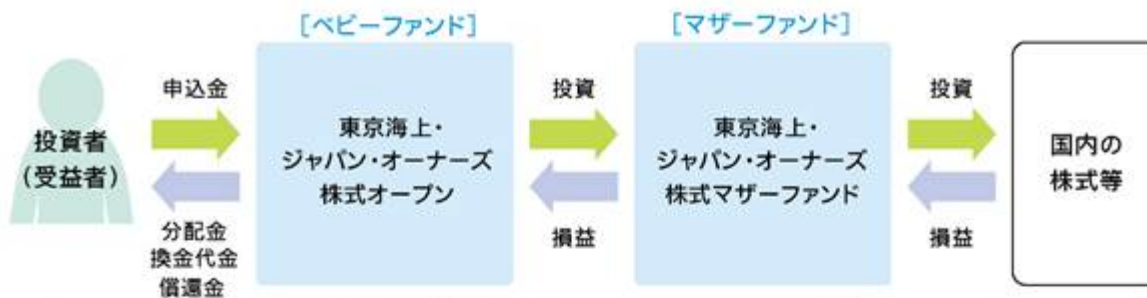 [ベビーファンド]
[マザーファンド]
投資者
(受益者)
申込金
分配金
換金代金
償還金
東京海上・
ジャパン・オーナーズ
株式オープン
投資
損益
東京海上・
ジャパン・オーナーズ
株式マザーファンド
投資
損益
国内の
株式等